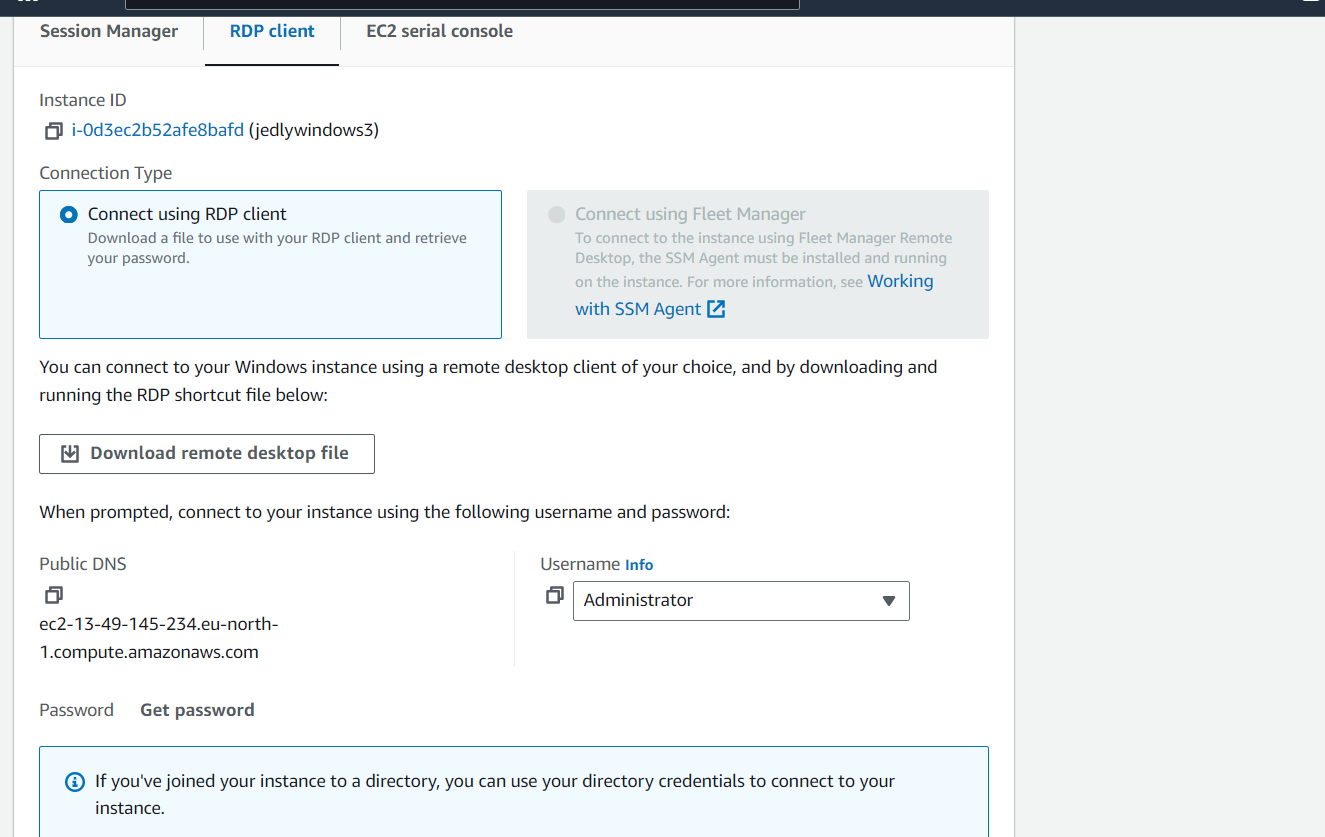 Session Manager
RDP client
EC2 serial console
Instance ID
i-0d3ec2b52afe8bafd (jedlywindows3)
Connection Type
Connect using RDP client
Download a file to use with your RDP client and retrieve
your password.
Connect using Fleet Manager
To connect to the instance using Fleet Manager Remote
Desktop, the SSM Agent must be installed and running
on the instance. For more information, see Working
with SSM Agent
You can connect to your Windows instance using a remote desktop client of your choice, and by downloading and
running the RDP shortcut file below:
Download remote desktop file
When prompted, connect to your instance using the following username and password:
Public DNS
ec2-13-49-145-234.eu-north-
1.compute.amazonaws.com
Username Info
Administrator
Password Get password
If you've joined your instance to a directory, you can use your directory credentials to connect to your
instance.